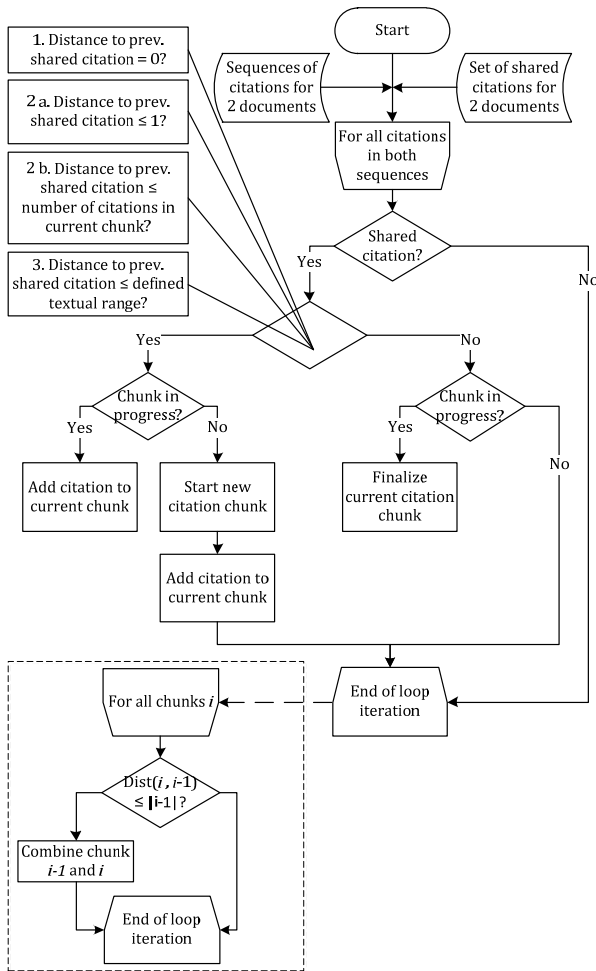 Start
Sequences of
citations for
2 documents
Set of shared
citations for
2 documents
1. Distance to prev.
shared citation = 0?
2 a. Distance to prev.
shared citation ≤ 1?
2 b. Distance to prev.
shared citation ≤
number of citations in
current chunk?
3. Distance to prev.
shared citation ≤ defined
textual range?
For all citations
in both
sequences
Shared
citation?
Yes
No
Yes
No
Chunk in
progress?
Yes
No
Chunk in
progress?
Yes
No
Add citation to
current chunk
Start new
citation chunk
Finalize
current citation
chunk
Add citation to
current chunk
End of loop
iteration
For all chunks i
Dist(i , i-1)
≤ |i-1| ?
Combine chunk
i-1 and i
End of loop
iteration